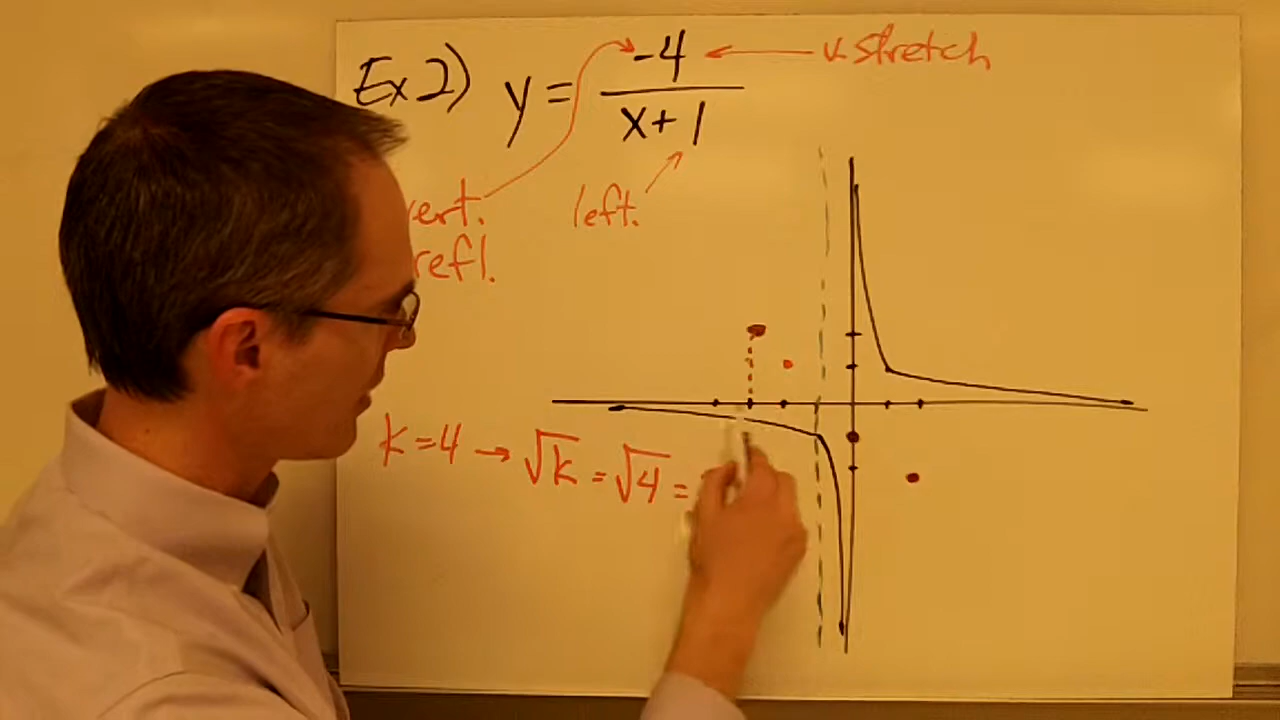 Ex 2) y = -4 / x+1 ← v. stretch
vert. refl.
left.
k = 4 → √k = √4 =